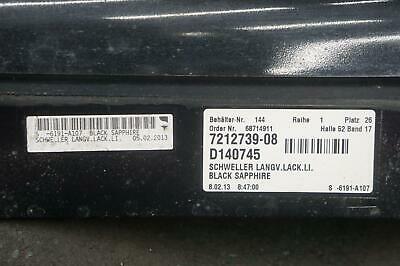 S -6191-A107 BLACK SAPPHIRE
SCHWELLER LANGV.LACK.LI. 05.02.2013
Behälter-Nr. 144 Reihe 1 Platz 26
Order Nr. 68714911 Halle 52 Band 17
7212739-08
D140745
SCHWELLER LANGV.LACK.LI.
BLACK SAPPHIRE
8.02.13 8:47:00 S -6191-A107